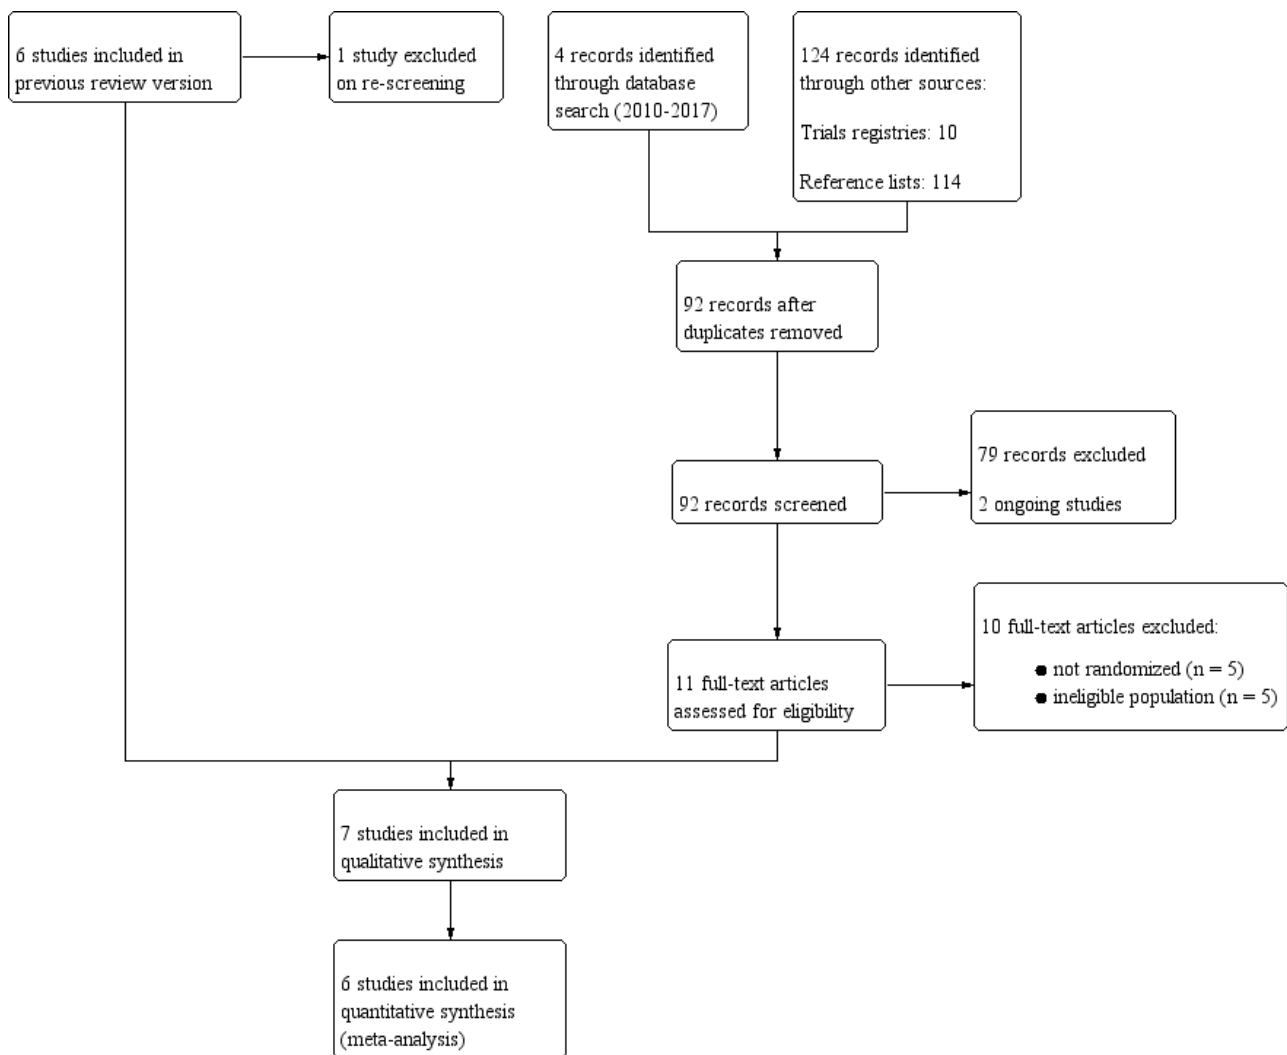 6 studies included in
previous review version
1 study excluded
on re-screening
4 records identified
through database
search (2010-2017)
124 records identified
through other sources:
Trials registries: 10
Reference lists: 114
92 records after
duplicates removed
92 records screened
79 records excluded
2 ongoing studies
11 full-text articles
assessed for eligibility
10 full-text articles excluded:
● not randomized (n = 5)
● ineligible population (n = 5)
7 studies included in
qualitative synthesis
6 studies included in
quantitative synthesis
(meta-analysis)